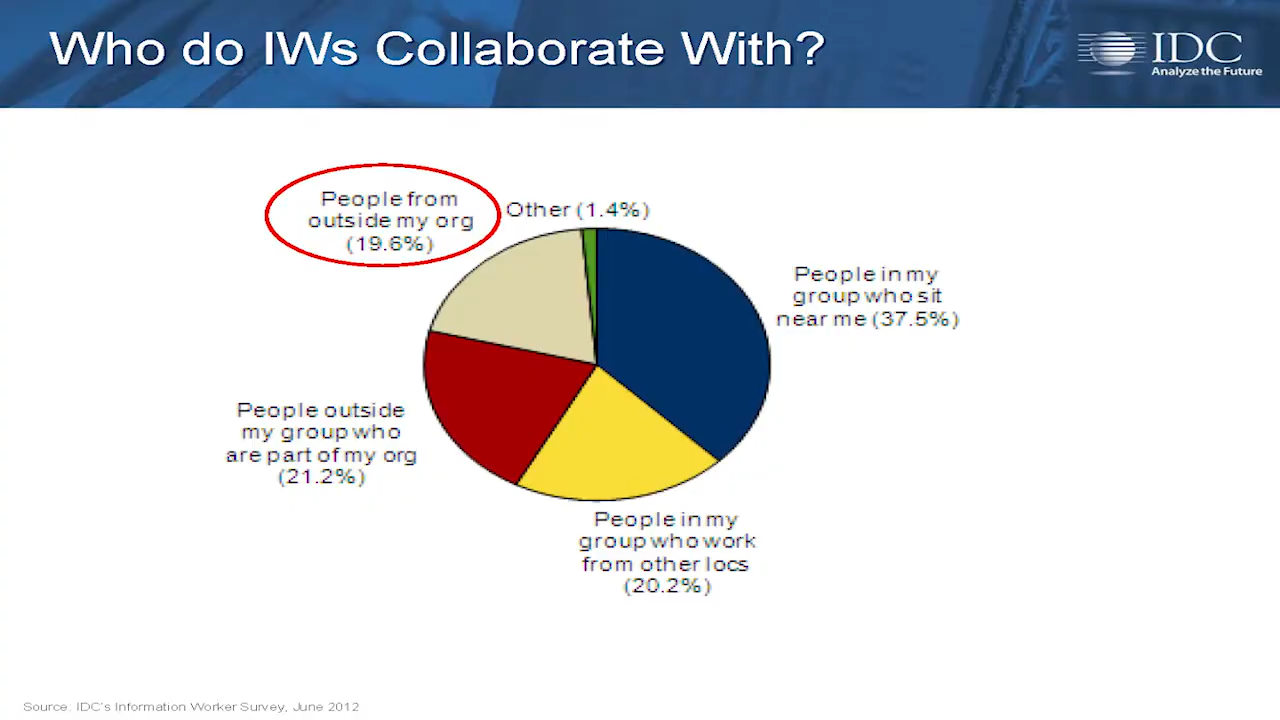 Who do IWs Collaborate With?
IDC
Analyze the Future
People from
outside my org
(19.6%)
Other (1.4%)
People in my
group who sit
near me (37.5%)
People outside
my group who
are part of my org
(21.2%)
People in my
group who work
from other locs
(20.2%)
Source: IDC's Information Worker Survey, June 2012